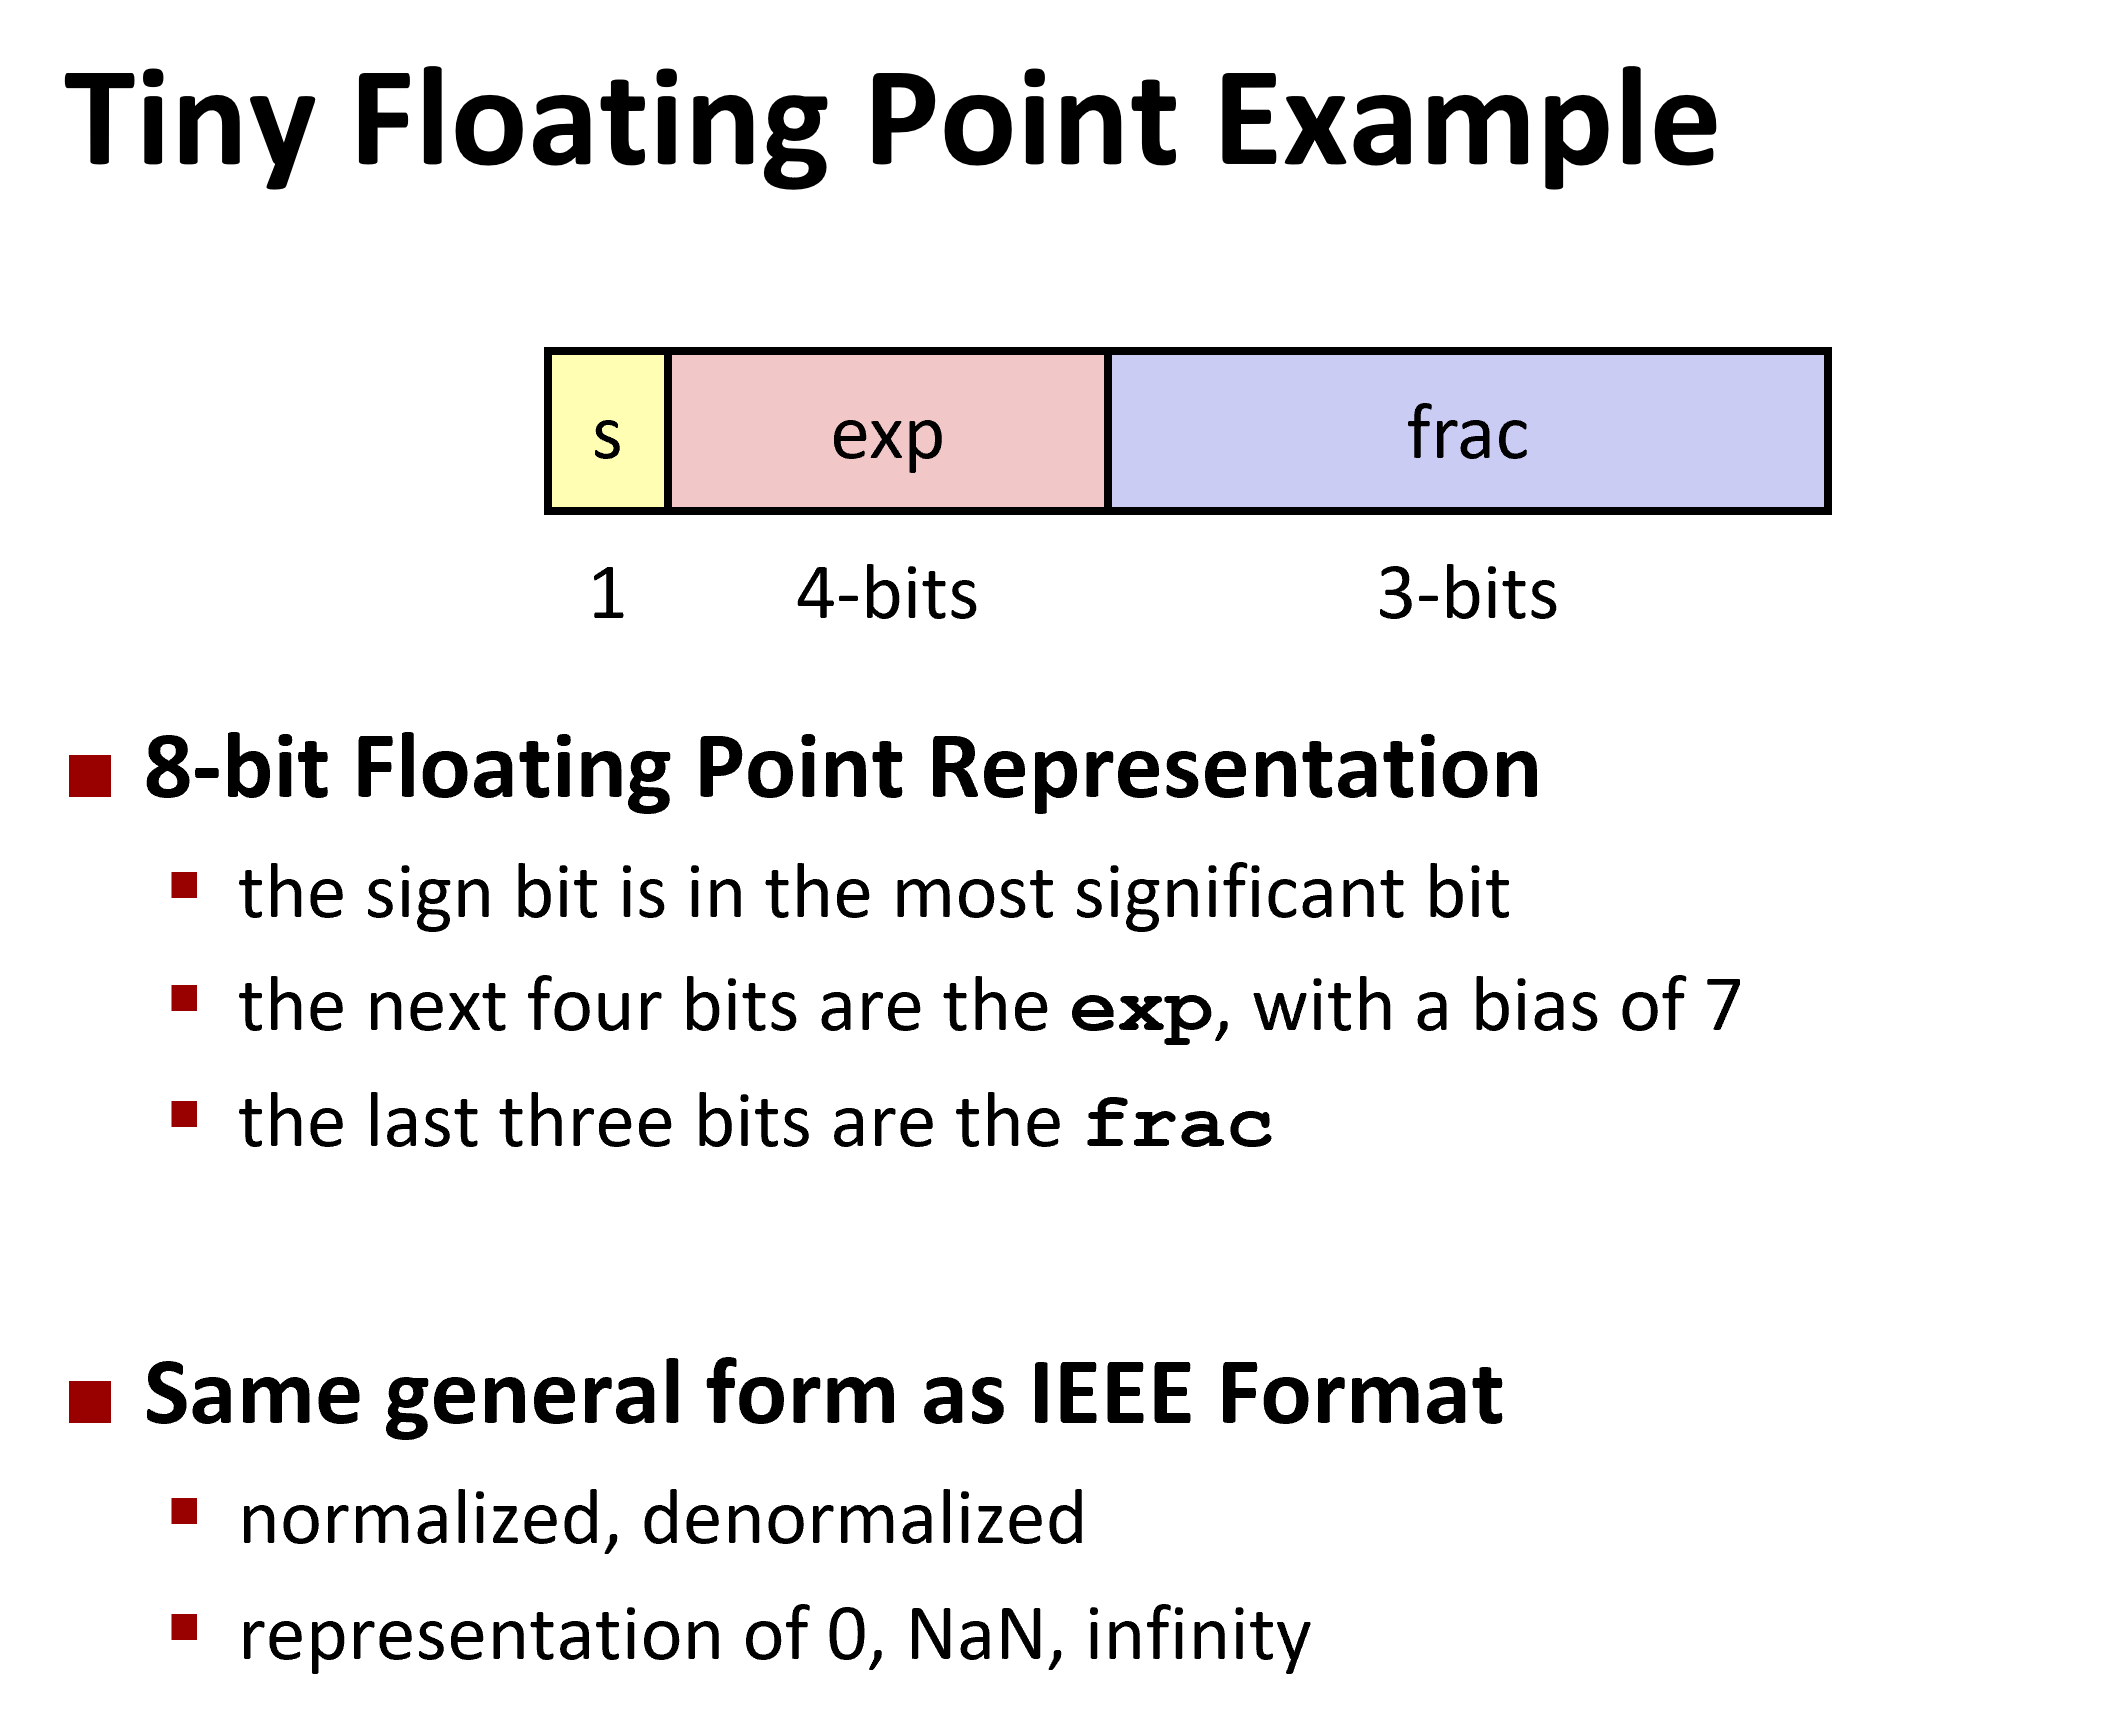 Tiny Floating Point Example
s exp frac
1 4-bits 3-bits
8-bit Floating Point Representation
the sign bit is in the most significant bit
the next four bits are the exp, with a bias of 7
the last three bits are the frac
Same general form as IEEE Format
normalized, denormalized
representation of 0, NaN, infinity